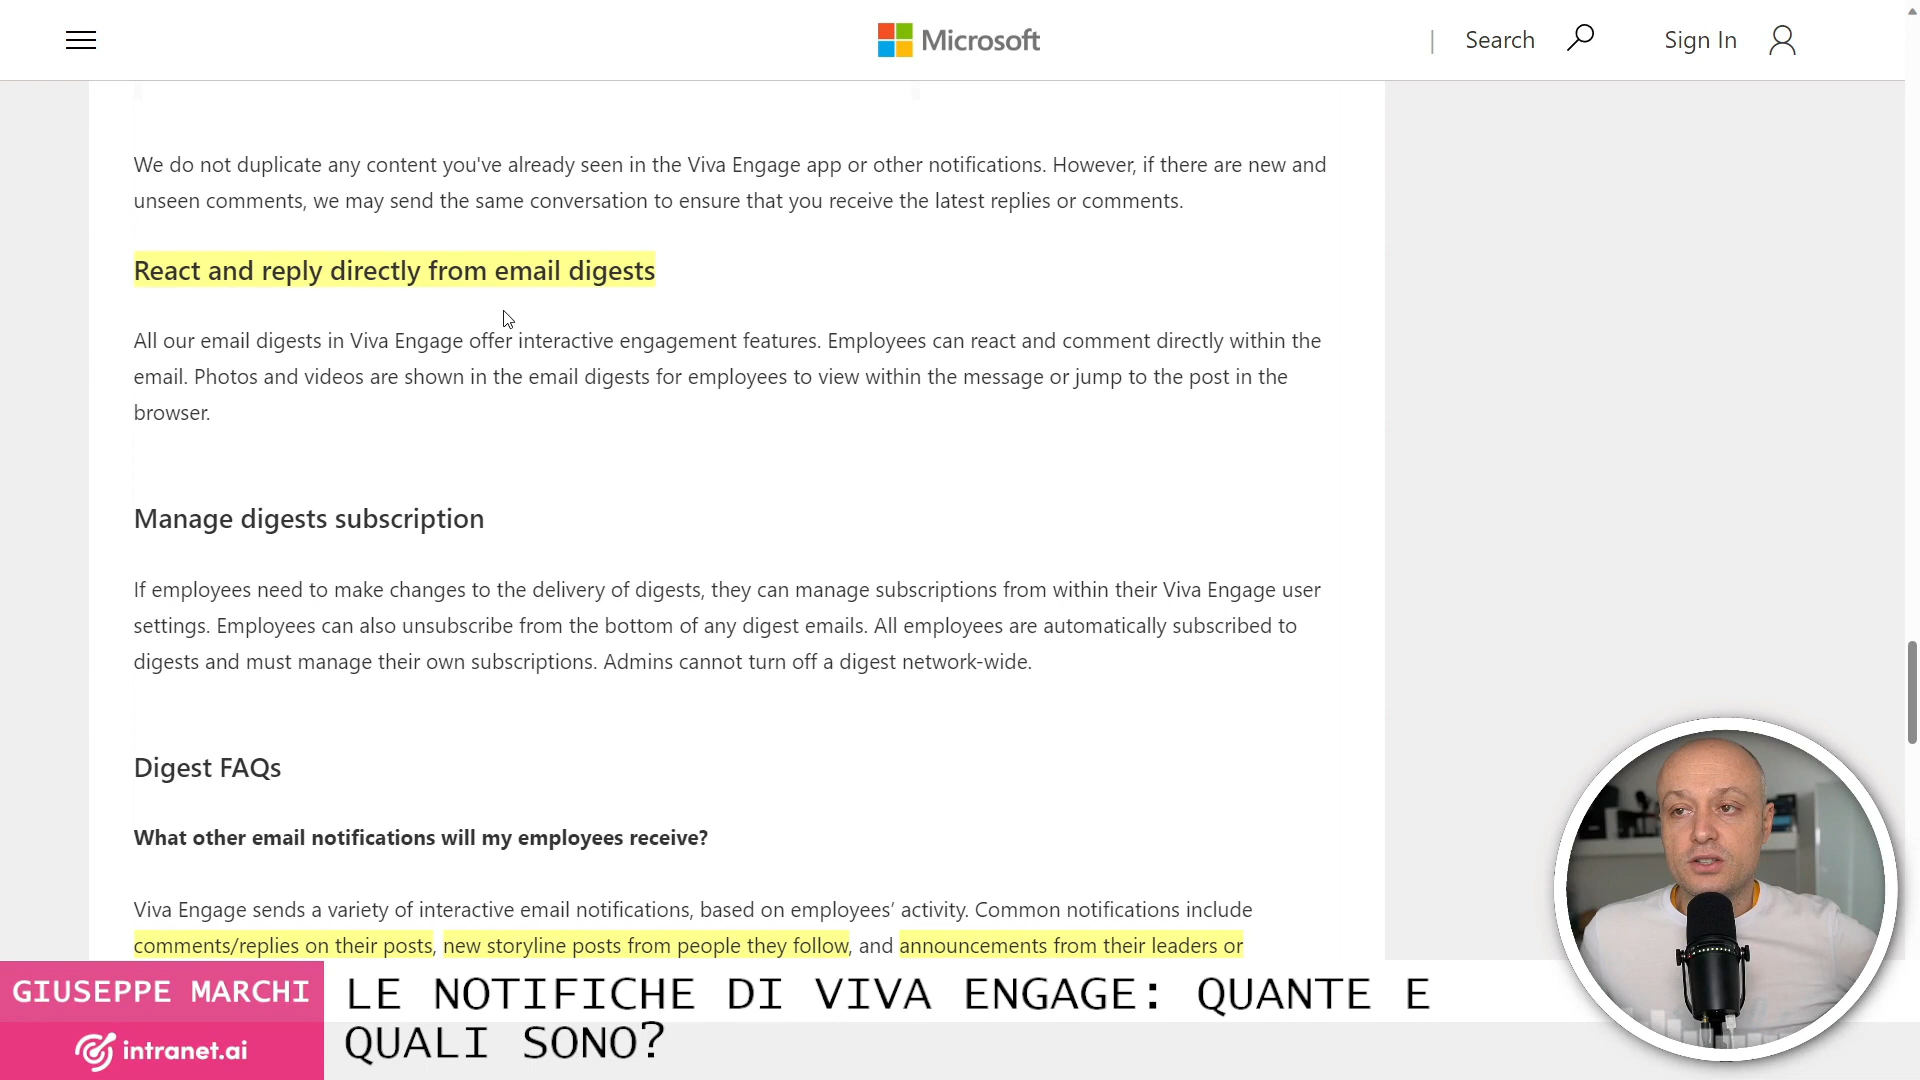 Microsoft
|
Search
Sign In
We do not duplicate any content you've already seen in the Viva Engage app or other notifications. However, if there are new and
unseen comments, we may send the same conversation to ensure that you receive the latest replies or comments.
React and reply directly from email digests
All our email digests in Viva Engage offer interactive engagement features. Employees can react and comment directly within the
email. Photos and videos are shown in the email digests for employees to view within the message or jump to the post in the
browser.
Manage digests subscription
If employees need to make changes to the delivery of digests, they can manage subscriptions from within their Viva Engage user
settings. Employees can also unsubscribe from the bottom of any digest emails. All employees are automatically subscribed to
digests and must manage their own subscriptions. Admins cannot turn off a digest network-wide.
Digest FAQs
What other email notifications will my employees receive?
Viva Engage sends a variety of interactive email notifications, based on employees’ activity. Common notifications include
comments/replies on their posts, new storyline posts from people they follow, and announcements from their leaders or
GIUSEPPE MARCHI
intranet.ai
LE NOTIFICHE DI VIVA ENGAGE: QUANTE E
QUALI SONO?